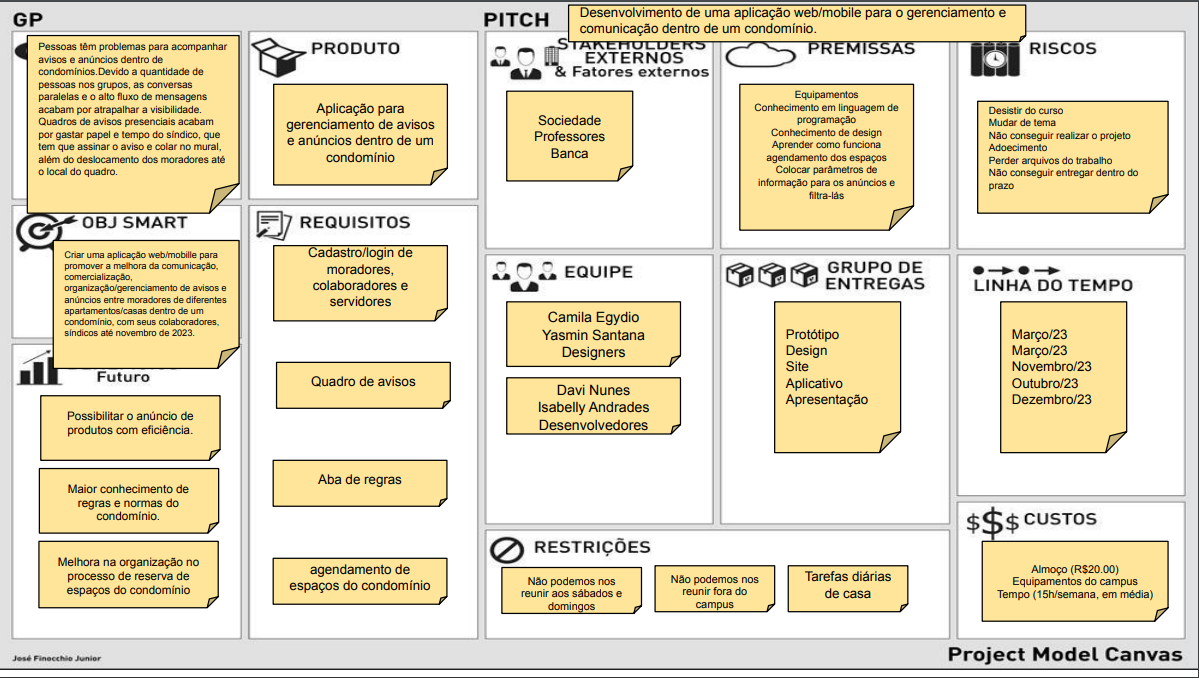 GP
PITCH
Desenvolvimento de uma aplicação web/mobile para o gerenciamento e
comunicação dentro de um condomínio.
Pessoas têm problemas para acompanhar
avisos e anúncios dentro de
condomínios.Devido a quantidade de
pessoas nos grupos, as conversas
paralelas e o alto fluxo de mensagens
acabam por atrapalhar a visibilidade.
Quadros de avisos presenciais acabam
por gastar papel e tempo do síndico, que
tem que assinar o aviso e colar no mural,
além do deslocamento dos moradores até
o local do quadro.
OBJ SMART
Criar uma aplicação web/mobille para
promover a melhora da comunicação,
comercialização,
organização/gerenciamento de avisos e
anúncios entre moradores de diferentes
apartamentos/casas dentro de um
condomínio, com seus colaboradores,
síndicos até novembro de 2023.
Futuro
Possibilitar o anúncio de
produtos com eficiência.
Maior conhecimento de
regras e normas do
condomínio.
Melhora na organização no
processo de reserva de
espaços do condomínio
PRODUTO
Aplicação para
gerenciamento de avisos
e anúncios dentro de um
condomínio
REQUISITOS
Cadastro/login de
moradores,
colaboradores e
servidores
Quadro de avisos
Aba de regras
agendamento de
espaços do condomínio
STAKEHOLDERS
EXTERNOS
& Fatores externos
Sociedade
Professores
Banca
EQUIPE
Camila Egydio
Yasmin Santana
Designers
Davi Nunes
Isabelly Andrades
Desenvolvedores
PREMISSAS
Equipamentos
Conhecimento em linguagem de
programação
Conhecimento de design
Aprender como funciona
agendamento dos espaços
Colocar parâmetros de
informação para os anúncios e
filtra-lás
GRUPO DE
ENTREGAS
Protótipo
Design
Site
Aplicativo
Apresentação
RISCOS
Desistir do curso
Mudar de tema
Não conseguir realizar o projeto
Adoecimento
Perder arquivos do trabalho
Não conseguir entregar dentro do
prazo
LINHA DO TEMPO
Março/23
Março/23
Novembro/23
Outubro/23
Dezembro/23
RESTRIÇÕES
Não podemos nos
reunir aos sábados e
domingos
Não podemos nos
reunir fora do
campus
Tarefas diárias
de casa
$$$ CUSTOS
Almoço (R$20.00)
Equipamentos do campus
Tempo (15h/semana, em média)
José Finocchio Junior
Project Model Canvas